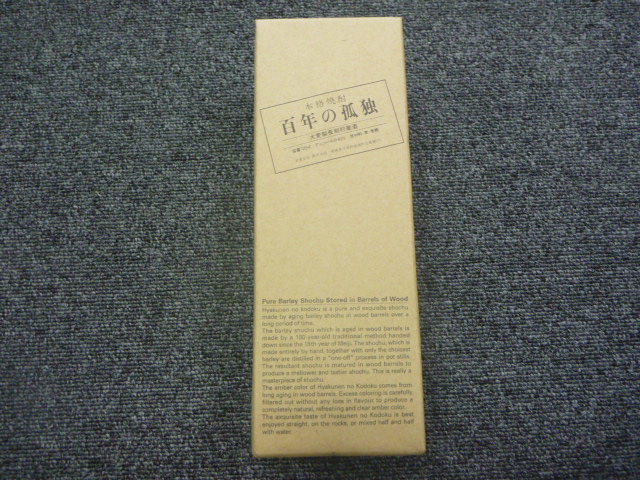 本格焼酎
百年の孤独
大麦製長期貯蔵酒
Pure Barley Shochu Stored in Barrels of Wood
Hyakunen no kodoku is a pure and exquisite shochu
made by aging barley shochu in wood barrels over a
long period of time.
The barley shochu which is aged in wood barrels is
made by a 100-year-old traditional method handed
down since the 18th year of Meiji. The shochu, which is
made entirely by hand, together with only the choicest
barley are distilled in a "low-off" process in pot stills.
The resultant shochu is matured in wood barrels to
produce a mellower and tastier shochu. This is really a
masterpiece of shochu.
The amber color of Hyakunen no Kodoku comes from
long aging in wood barrels. Excess coloring is carefully
filtered out without any loss in flavour to produce a
completely natural, refreshing and clear amber color.
The exquisite taste of Hyakunen no Kodoku is best
enjoyed straight, on the rocks, or mixed half and half
with water.